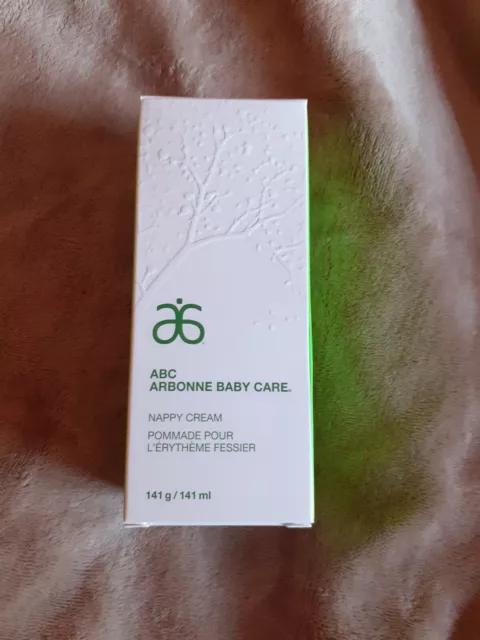 ABC
ARBONNE BABY CARE®
NAPPY CREAM
POMMADE POUR
L'ÉRYTHÈME FESSIER
141 g / 141 ml